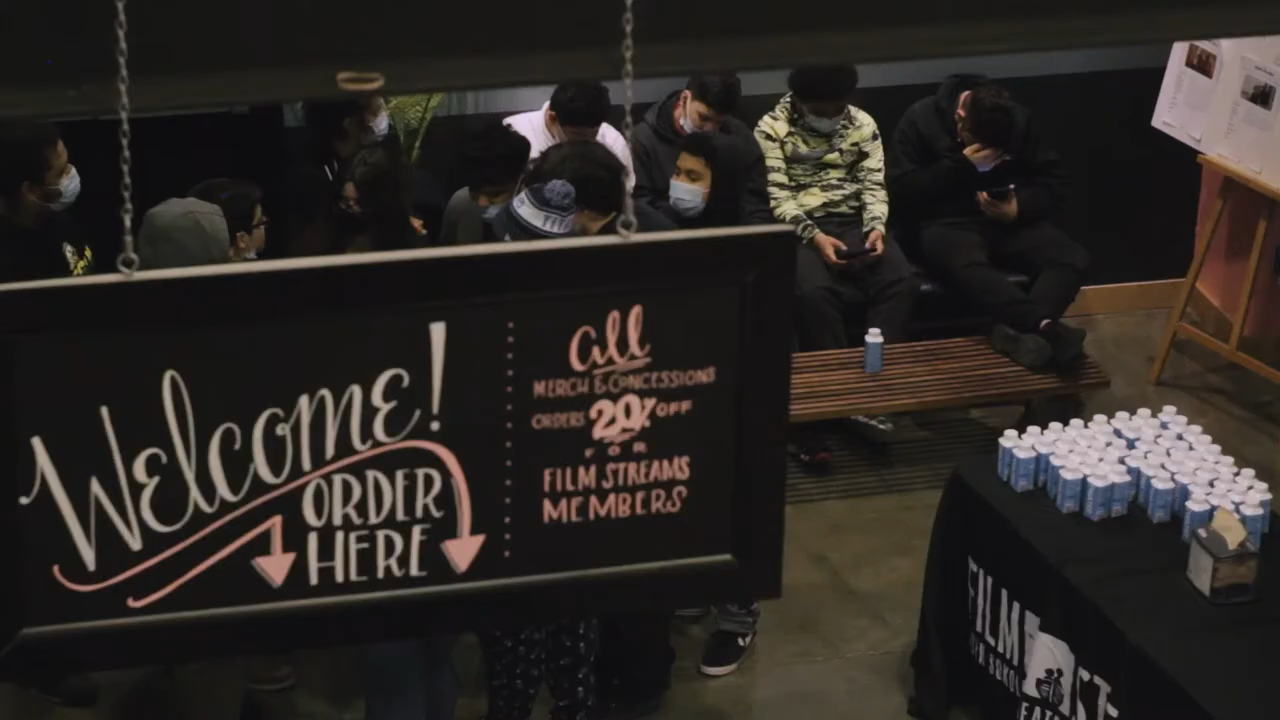 Welcome!
ORDER
HERE
all
MERCH & CONCESSIONS
ORDERS 20% OFF
FOR
FILM STREAMS
MEMBERS
FILM